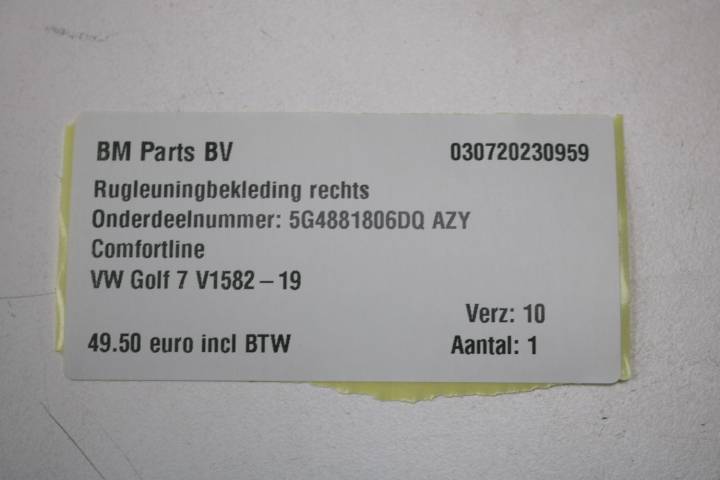 BM Parts BV 030720230959
Rugleuningbekleding rechts
Onderdeelnummer: 5G4881806DQ AZY
Comfortline
VW Golf 7 V1582 – 19
Verz: 10
49.50 euro incl BTW Aantal: 1